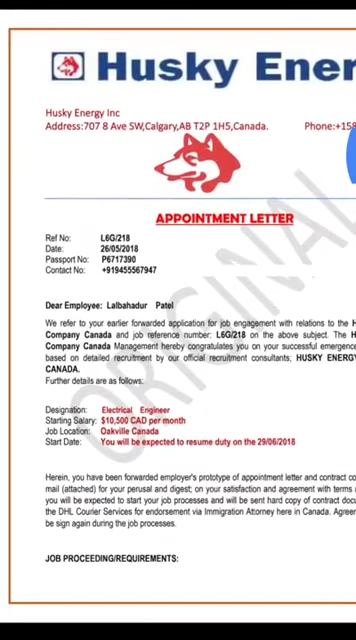 Husky Ener
Husky Energy Inc
Address:707 8 Ave SW,Calgary,AB T2P 1H5,Canada. Phone:+158
APPOINTMENT LETTER
Ref No: L6G/218
Date: 26/05/2018
Passport No: P6717390
Contact No: +919455567947
ORIGINAL
Dear Employee: Lalbahadur Patel
We refer to your earlier forwarded application for job engagement with relations to the H
Company Canada and job reference number: L6G/218 on the above subject. The H
Company Canada Management hereby congratulates you on your successful emergence
based on detailed recruitment by our official recruitment consultants; HUSKY ENERGY
CANADA.
Further details are as follows:
Designation: Electrical Engineer
Starting Salary: $10,500 CAD per month
Job Location: Oakville Canada
Start Date: You will be expected to resume duty on the 29/06/2018
Herein, you have been forwarded employer's prototype of appointment letter and contract co
mail (attached) for your perusal and digest; on your satisfaction and agreement with terms a
you will be expected to start your job processes and will be sent hard copy of contract docu
the DHL Courier Services for endorsement via Immigration Attorney here in Canada. Agree
be sign again during the job processes.
JOB PROCEEDING/REQUIREMENTS: